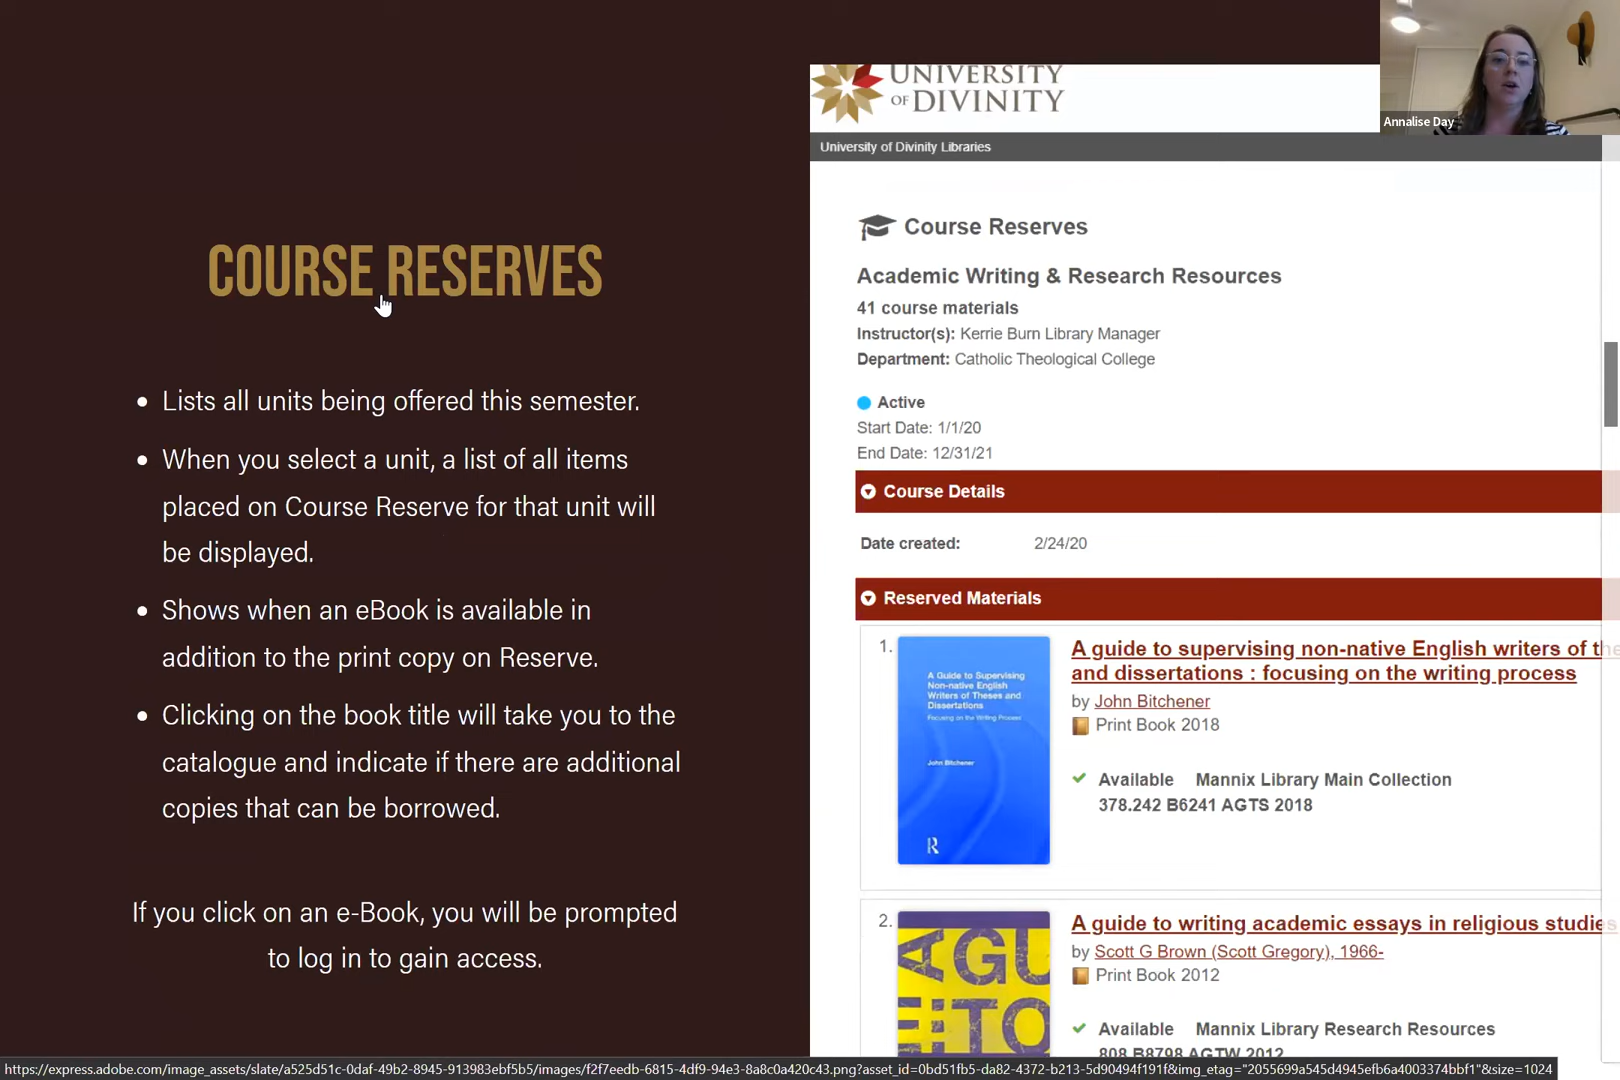 UNIVERSITY
OF DIVINITY
Annalise Day
University of Divinity Libraries
COURSE RESERVES
Lists all units being offered this semester.
When you select a unit, a list of all items
placed on Course Reserve for that unit will
be displayed.
Shows when an eBook is available in
addition to the print copy on Reserve.
Clicking on the book title will take you to the
catalogue and indicate if there are additional
copies that can be borrowed.
If you click on an e-Book, you will be prompted
to log in to gain access.
Course Reserves
Academic Writing & Research Resources
41 course materials
Instructor(s): Kerrie Burn Library Manager
Department: Catholic Theological College
Active
Start Date: 1/1/20
End Date: 12/31/21
Course Details
Date created: 2/24/20
Reserved Materials
1.
A Guide to Supervising
Non-native English
Writers of Theses and
Dissertations
Focusing on the Writing Process
John Bitchener
R
A guide to supervising non-native English writers of the
and dissertations : focusing on the writing process
by John Bitchener
Print Book 2018
Available Mannix Library Main Collection
378.242 B6241 AGTS 2018
2.
A GU
E:TO
A guide to writing academic essays in religious studies
by Scott G Brown (Scott Gregory), 1966-
Print Book 2012
Available Mannix Library Research Resources
808 B8798 AGTW 2012
https://express.adobe.com/image_assets/slate/a525d51c-0daf-49b2-8945-913983ebf5b5/images/f2f7eedb-6815-4df9-94e3-8a8c0a420c43.png?asset_id=0bd51fb5-da82-4372-b213-5d90494f191f&img_etag="2055699a545d4945efb6a4003374bbf1"&size=1024